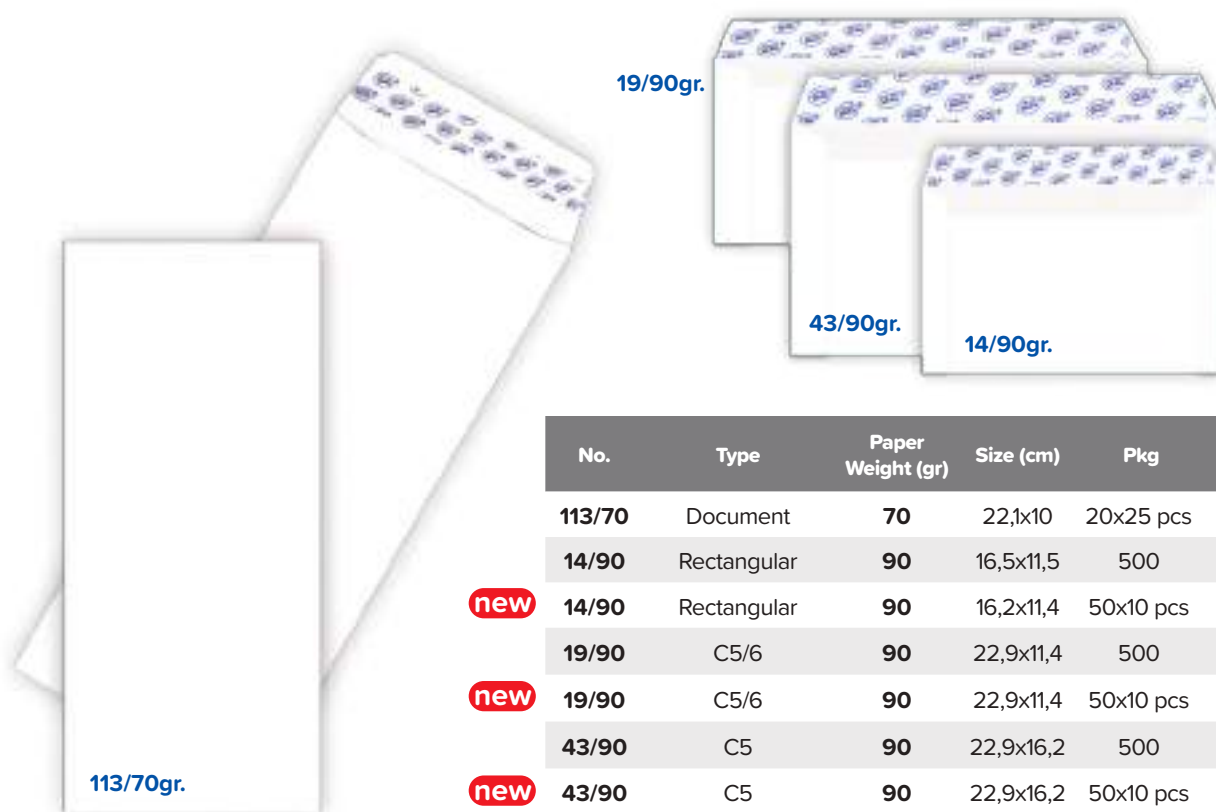 19/90gr.
43/90gr.
14/90gr.
113/70gr.
No. Type Paper Weight (gr) Size (cm) Pkg
113/70 Document 70 22,1x10 20x25 pcs
14/90 Rectangular 90 16,5x11,5 500
new 14/90 Rectangular 90 16,2x11,4 50x10 pcs
19/90 C5/6 90 22,9x11,4 500
new 19/90 C5/6 90 22,9x11,4 50x10 pcs
43/90 C5 90 22,9x16,2 500
new 43/90 C5 90 22,9x16,2 50x10 pcs